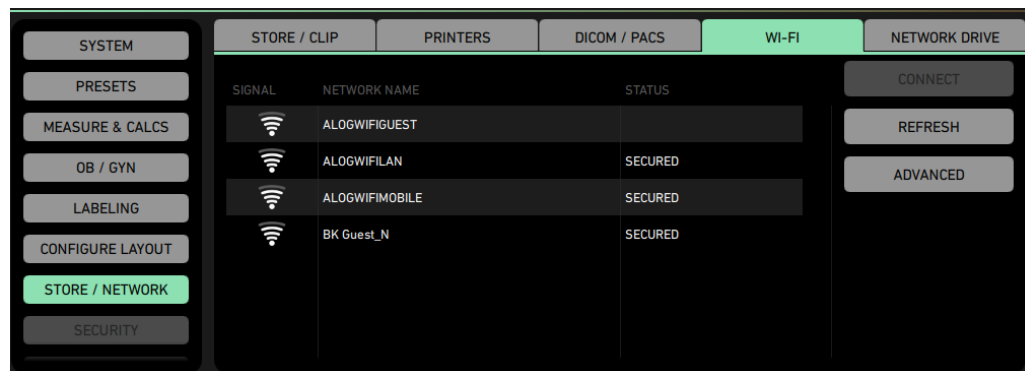 SYSTEM
PRESETS
MEASURE & CALCS
OB / GYN
LABELING
CONFIGURE LAYOUT
STORE / NETWORK
SECURITY
STORE / CLIP PRINTERS DICOM / PACS WI-FI NETWORK DRIVE
SIGNAL NETWORK NAME STATUS
ALOGWIFIGUEST
ALOGWIFILAN SECURED
ALOGWIFIMOBILE SECURED
BK Guest_N SECURED
CONNECT
REFRESH
ADVANCED